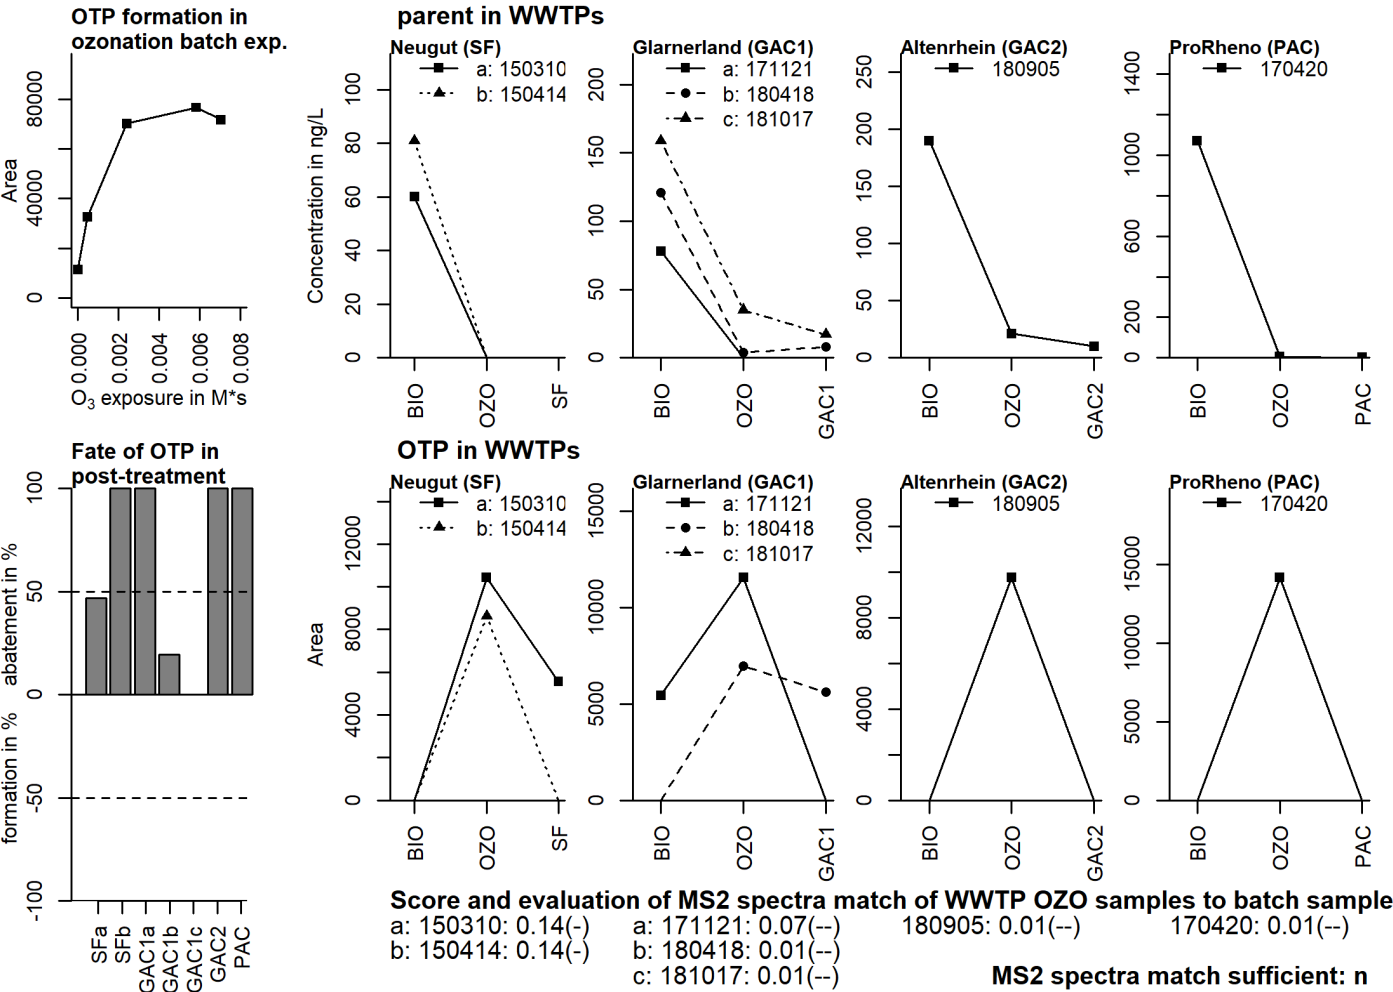 OTP formation in
ozonation batch exp.
Area
0
40000
80000
0.000
0.002
0.004
0.006
0.008
O₃ exposure in M*s
parent in WWTPs
Neugut (SF)
a: 150310
b: 150414
Concentration in ng/L
0
20
40
60
80
100
BIO
OZO
SF
Glarnerland (GAC1)
a: 171121
b: 180418
c: 181017
0
50
100
150
200
BIO
OZO
GAC1
Altenrhein (GAC2)
180905
0
50
100
150
200
250
BIO
OZO
GAC2
ProRheno (PAC)
170420
0
200
600
1000
1400
BIO
OZO
PAC
Fate of OTP in
post-treatment
formation in %
abatement in %
-100
-50
0
50
100
SFa
SFb
GAC1a
GAC1b
GAC1c
GAC2
PAC
OTP in WWTPs
Neugut (SF)
a: 150310
b: 150414
Area
0
4000
8000
12000
BIO
OZO
SF
Glarnerland (GAC1)
a: 171121
b: 180418
c: 181017
0
5000
10000
15000
BIO
OZO
GAC1
Altenrhein (GAC2)
180905
0
4000
8000
12000
BIO
OZO
GAC2
ProRheno (PAC)
170420
0
5000
10000
15000
BIO
OZO
PAC
Score and evaluation of MS2 spectra match of WWTP OZO samples to batch sample
a: 150310: 0.14(-)
b: 150414: 0.14(-)
a: 171121: 0.07(--)
b: 180418: 0.01(--)
c: 181017: 0.01(--)
180905: 0.01(--)
170420: 0.01(--)
MS2 spectra match sufficient: n